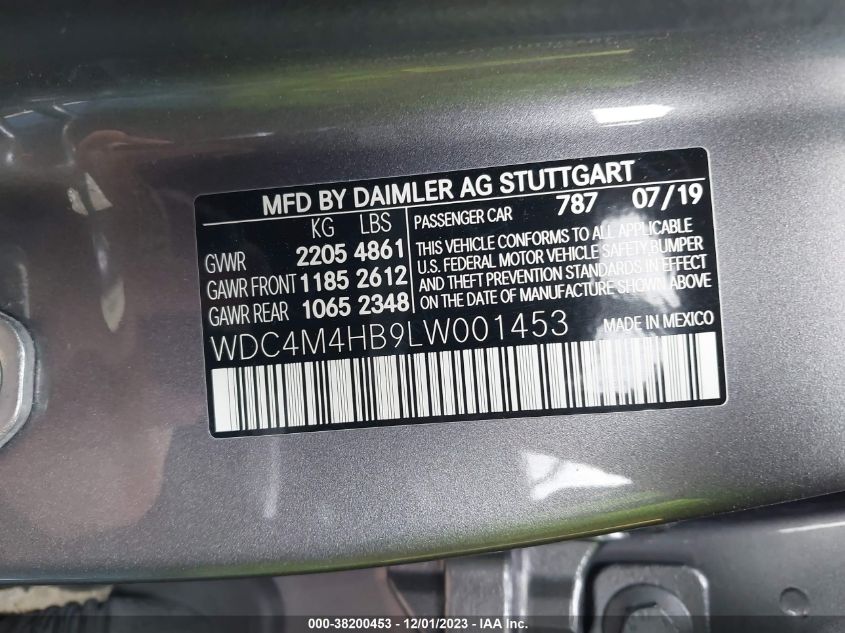 MFD BY DAIMLER AG STUTTGART
KG LBS
GVWR 2205 4861
GAWR FRONT 1185 2612
GAWR REAR 1065 2348
PASSENGER CAR 787 07/19
THIS VEHICLE CONFORMS TO ALL APPLICABLE
U.S. FEDERAL MOTOR VEHICLE SAFETY, BUMPER
AND THEFT PREVENTION STANDARDS IN EFFECT
ON THE DATE OF MANUFACTURE SHOWN ABOVE
WDC4M4HB9LW001453 MADE IN MEXICO
000-38200453 - 12/01/2023 - IAA Inc.